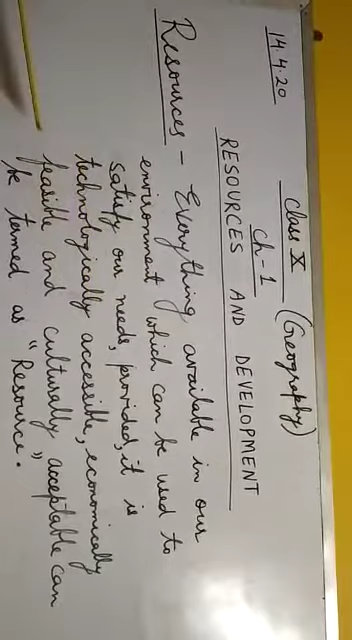 14.4.20
Class X (Geography)
Ch-1
RESOURCES AND DEVELOPMENT
Resources - Everything available in our
environment which can be used to
satisfy our needs, provided, it is
technologically accessible, economically
feasible and culturally acceptable can
be termed as "Resource".